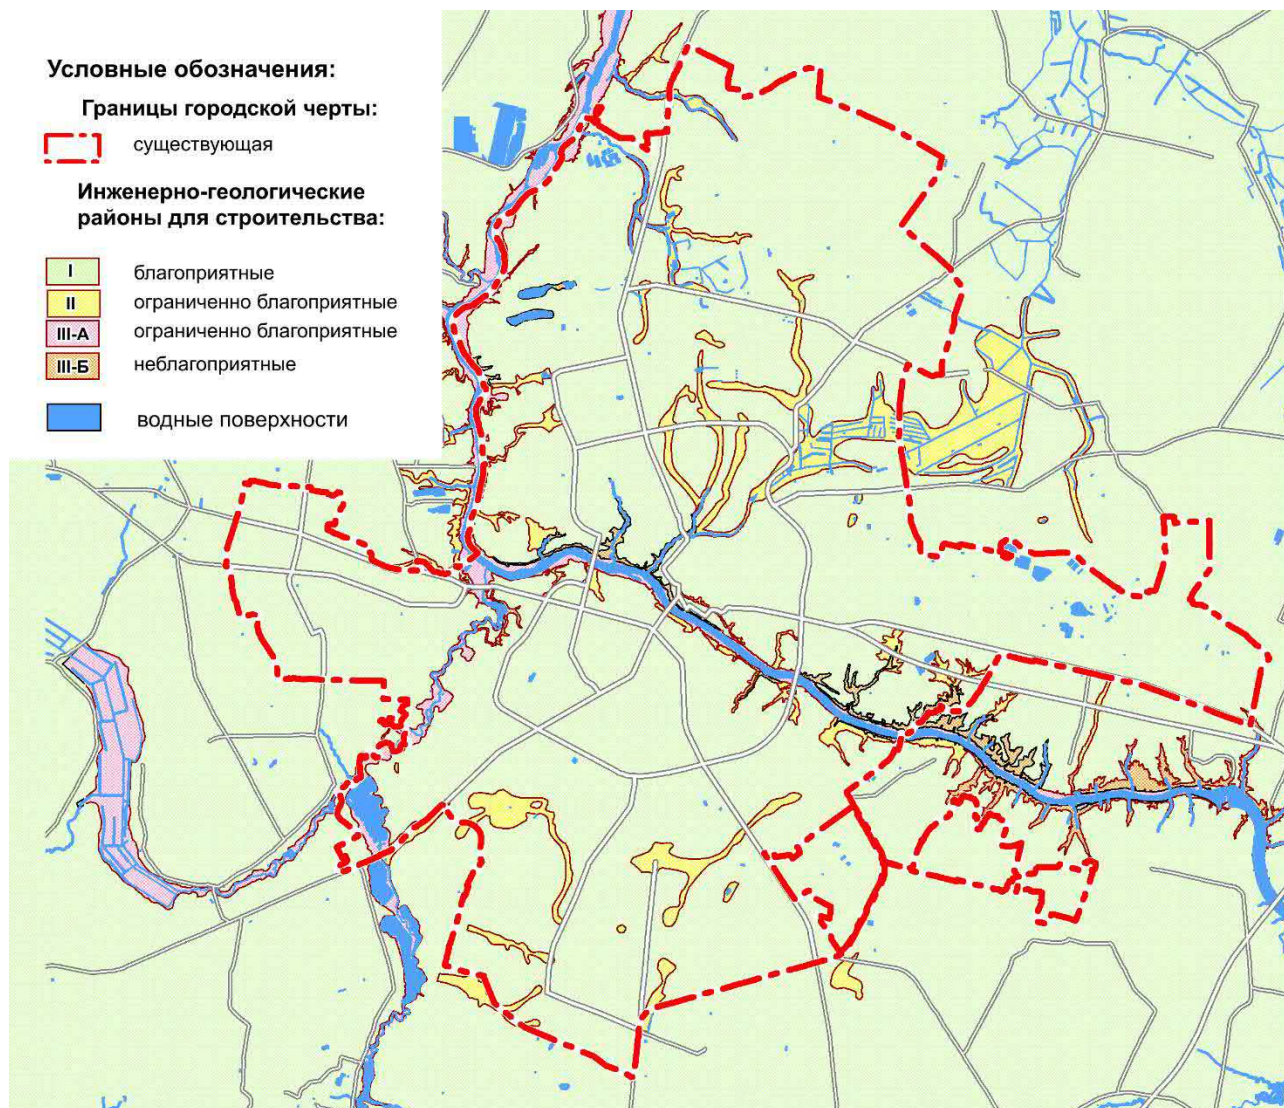 Условные обозначения:
Границы городской черты:
существующая
Инженерно-геологические
районы для строительства:
I благоприятные
II ограниченно благоприятные
III-А ограниченно благоприятные
III-Б неблагоприятные
водные поверхности